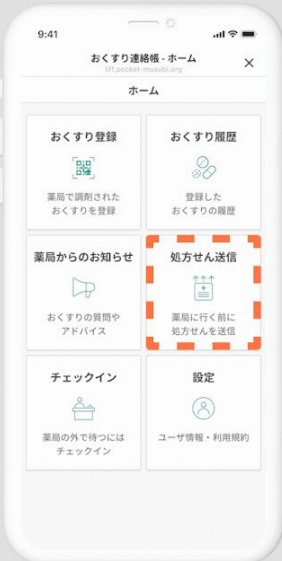 9:41
おくすり連絡帳 - ホーム
liff.pocket-musubi.org
ホーム
おくすり登録
薬局で調剤された
おくすりを登録
おくすり履歴
登録した
おくすりの履歴
薬局からのお知らせ
おくすりの質問や
アドバイス
処方せん送信
薬局に行く前に
処方せんを送信
チェックイン
薬局の外で待つには
チェックイン
設定
ユーザ情報・利用規約